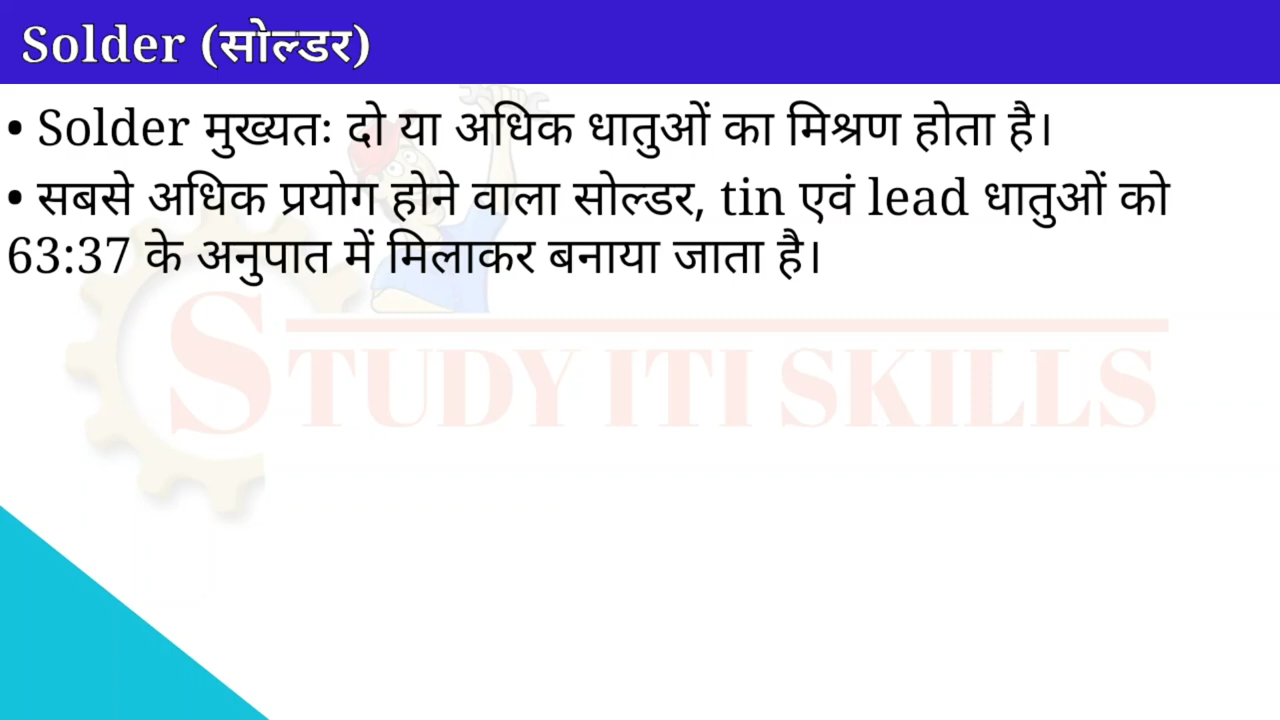 Solder (सोल्डर)
• Solder मुख्यतः दो या अधिक धातुओं का मिश्रण होता है।
• सबसे अधिक प्रयोग होने वाला सोल्डर, tin एवं lead धातुओं को
63:37 के अनुपात में मिलाकर बनाया जाता है।
STUDY ITI SKILLS